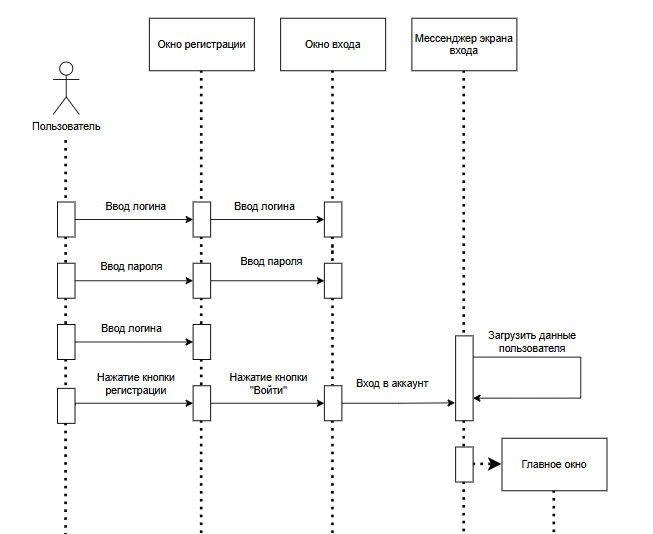 Окно регистрации
Окно входа
Мессенджер экрана
входа
Пользователь
Ввод логина
Ввод логина
Ввод пароля
Ввод пароля
Ввод логина
Загрузить данные
пользователя
Нажатие кнопки
регистрации
Нажатие кнопки
"Войти"
Вход в аккаунт
Главное окно